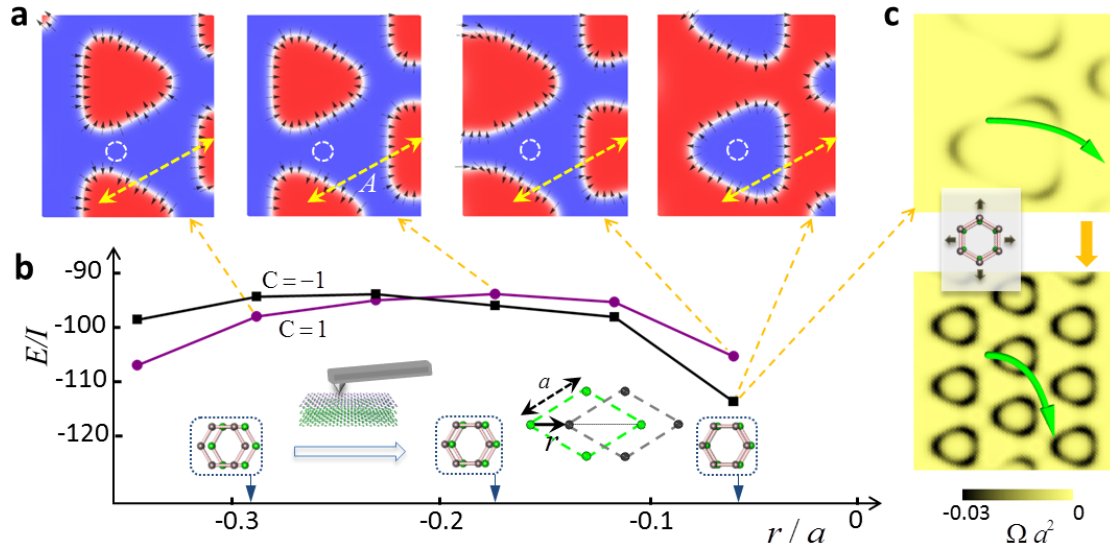 a
c
A
b
-90
-100
-110
-120
E/I
C = −1
C = 1
a
r
-0.3
-0.2
-0.1
0
r / a
-0.03
0
Ω a²